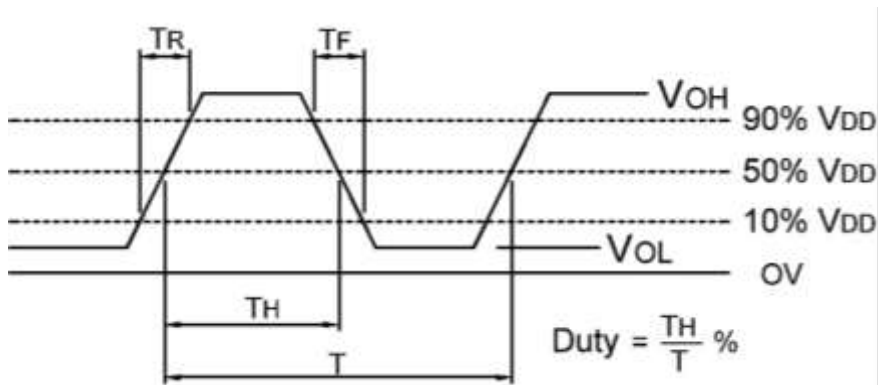 TR TF
VOH
90% VDD
50% VDD
10% VDD
VOL
OV
TH
Duty = TH/T %
T